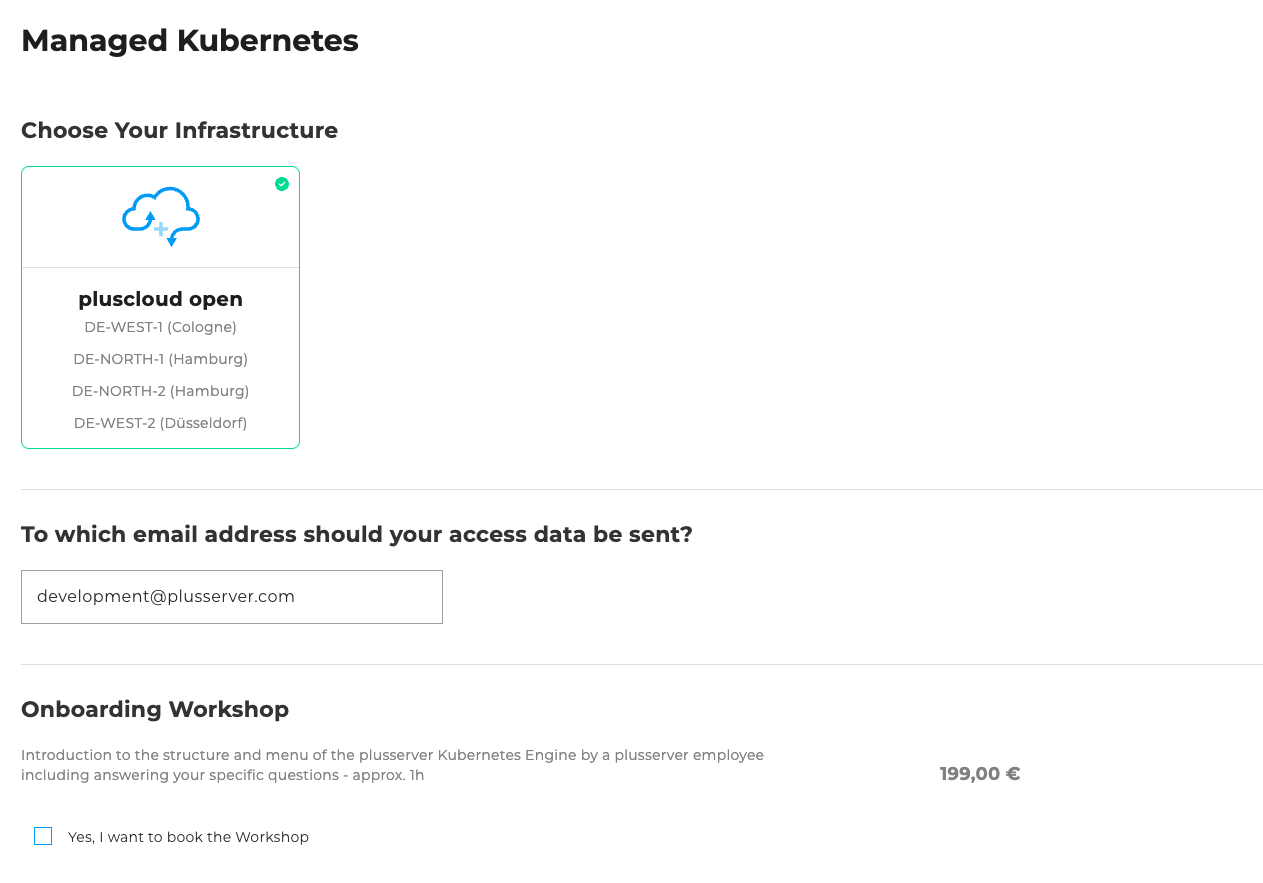 Managed Kubernetes
Choose Your Infrastructure
pluscloud open
DE-WEST-1 (Cologne)
DE-NORTH-1 (Hamburg)
DE-NORTH-2 (Hamburg)
DE-WEST-2 (Düsseldorf)
To which email address should your access data be sent?
development@plusserver.com
Onboarding Workshop
Introduction to the structure and menu of the plusserver Kubernetes Engine by a plusserver employee
including answering your specific questions - approx. 1h
199,00 €
Yes, I want to book the Workshop